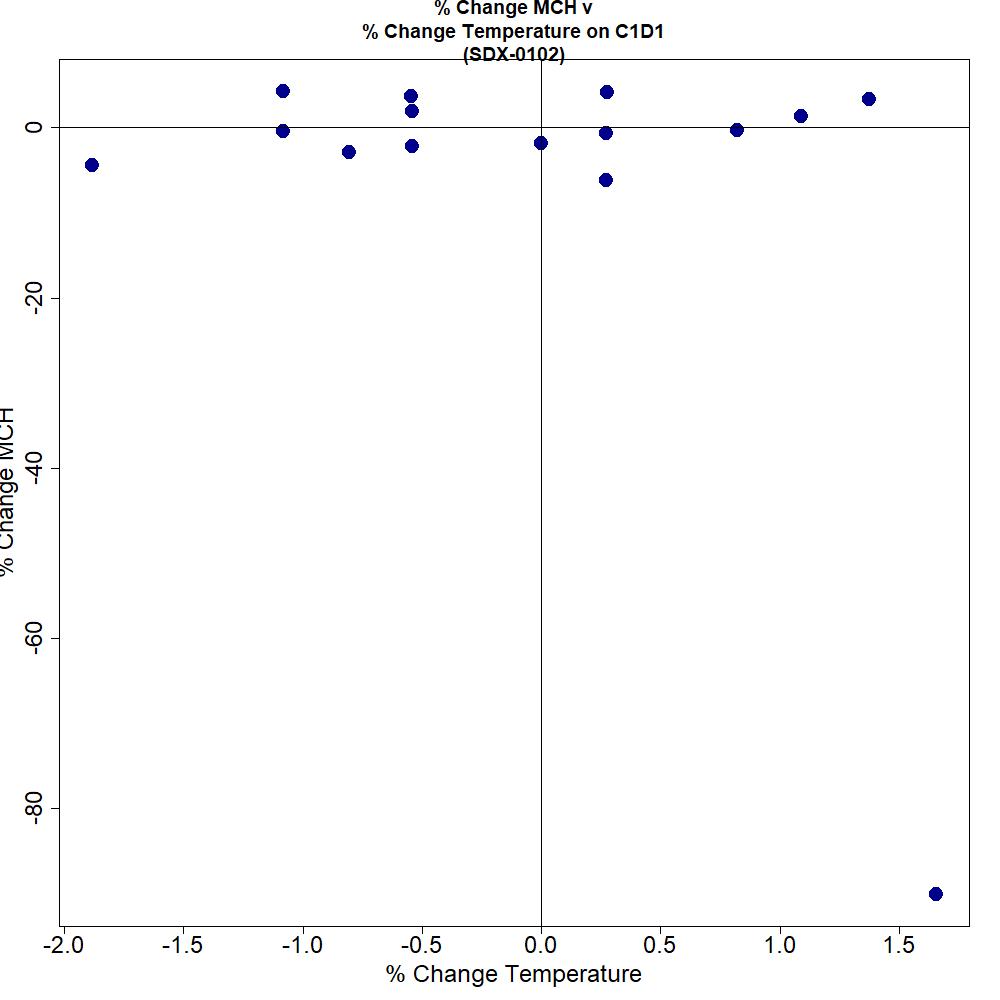 % Change MCH v
% Change Temperature on C1D1
(SDX-0102)
% Change MCH
0
-20
-40
-60
-80
-2.0 -1.5 -1.0 -0.5 0.0 0.5 1.0 1.5
% Change Temperature